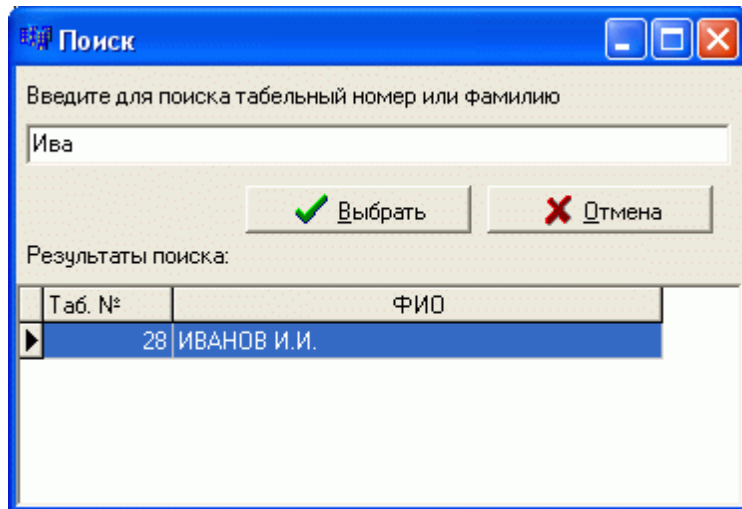 Поиск
Введите для поиска табельный номер или фамилию
Ива
Выбрать Отмена
Результаты поиска:
Таб. № ФИО
28 ИВАНОВ И.И.